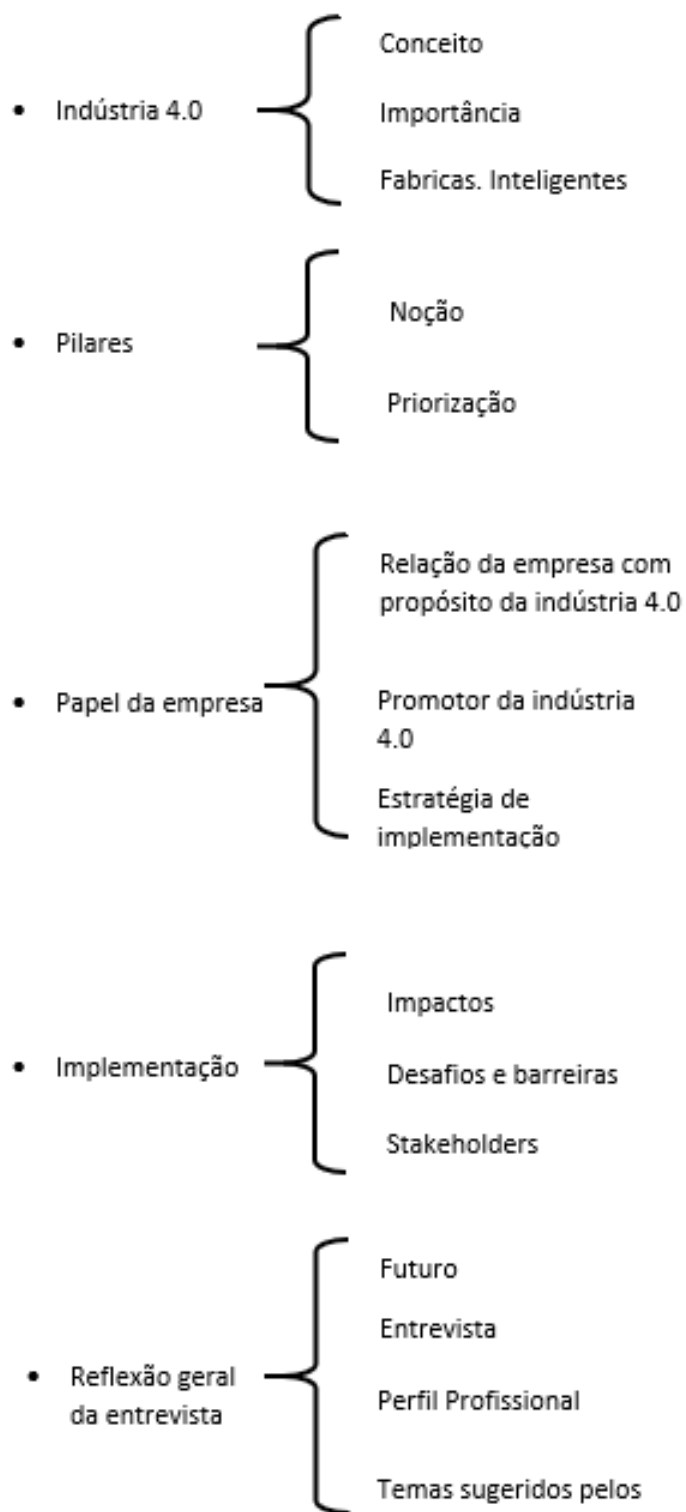 • Indústria 4.0
Conceito
Importância
Fabricas. Inteligentes
• Pilares
Noção
Priorização
• Papel da empresa
Relação da empresa com
propósito da indústria 4.0
Promotor da indústria
4.0
Estratégia de
implementação
• Implementação
Impactos
Desafios e barreiras
Stakeholders
• Reflexão geral
da entrevista
Futuro
Entrevista
Perfil Profissional
Temas sugeridos pelos